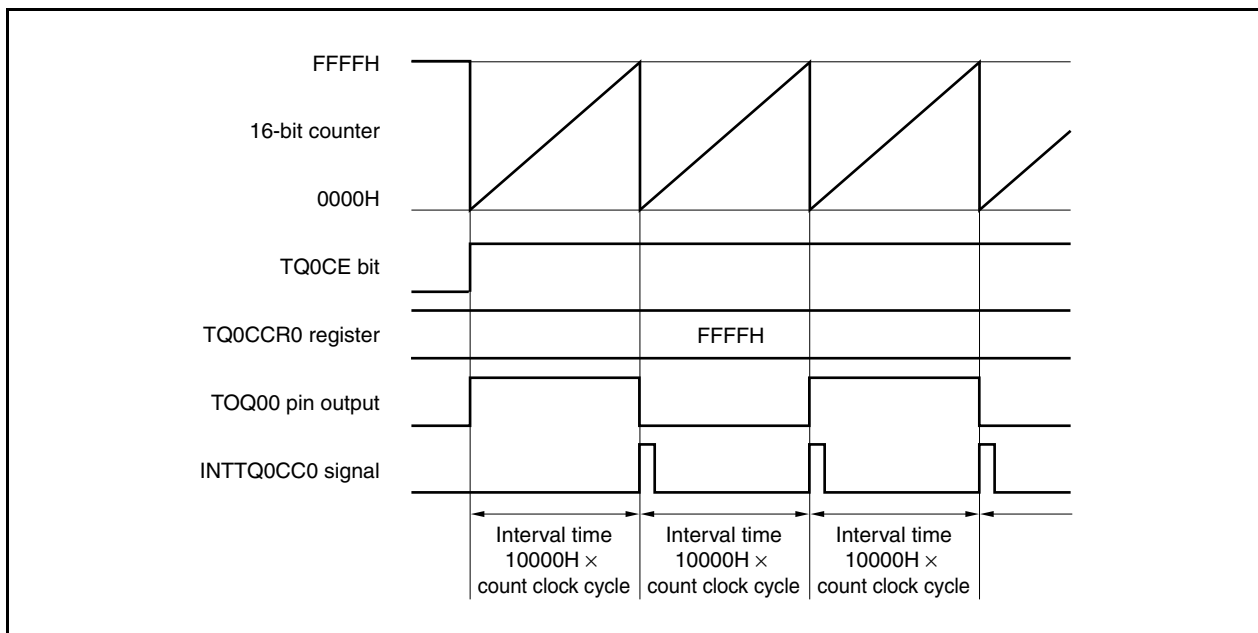 FFFFH
16-bit counter
0000H
TQ0CE bit
TQ0CCR0 register
FFFFH
TOQ00 pin output
INTTQ0CC0 signal
Interval time
10000H ×
count clock cycle
Interval time
10000H ×
count clock cycle
Interval time
10000H ×
count clock cycle